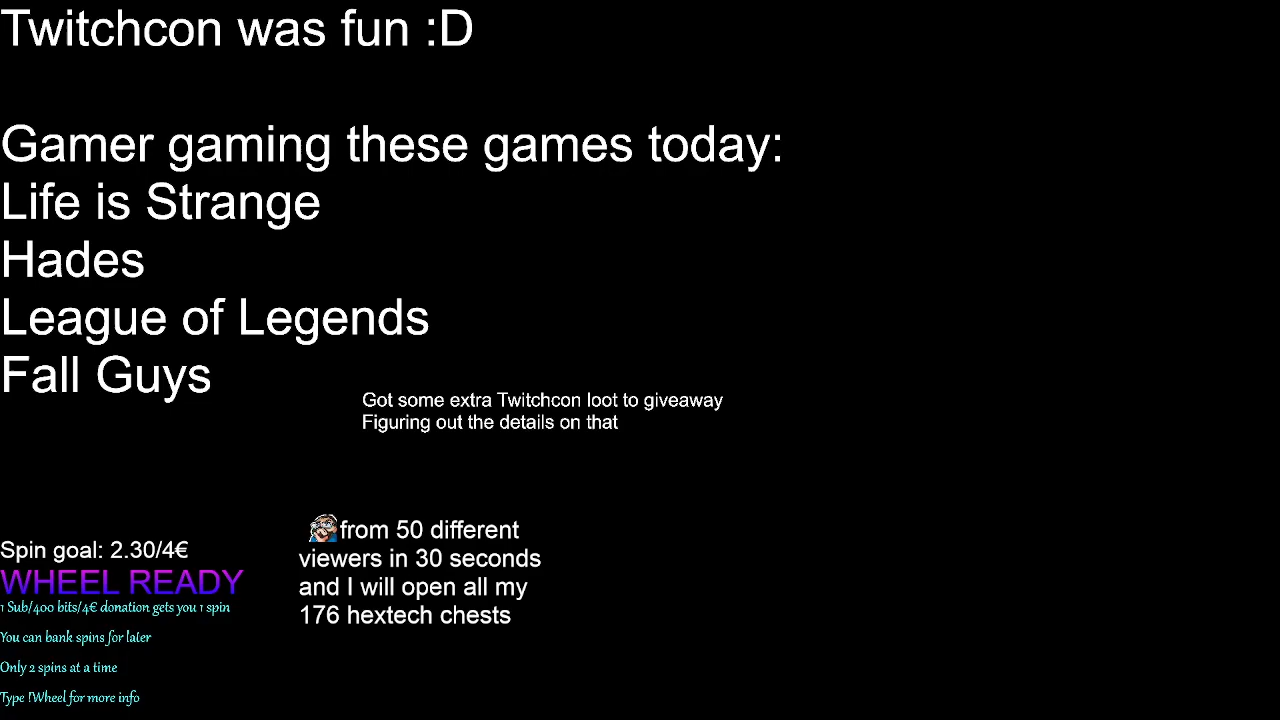 Twitchcon was fun :D
Gamer gaming these games today:
Life is Strange
Hades
League of Legends
Fall Guys
Got some extra Twitchcon loot to giveaway
Figuring out the details on that
from 50 different
viewers in 30 seconds
and I will open all my
176 hextech chests
Spin goal: 2.30/4€
WHEEL READY
1 Sub/400 bits/4€ donation gets you 1 spin
You can bank spins for later
Only 2 spins at a time
Type !Wheel for more info